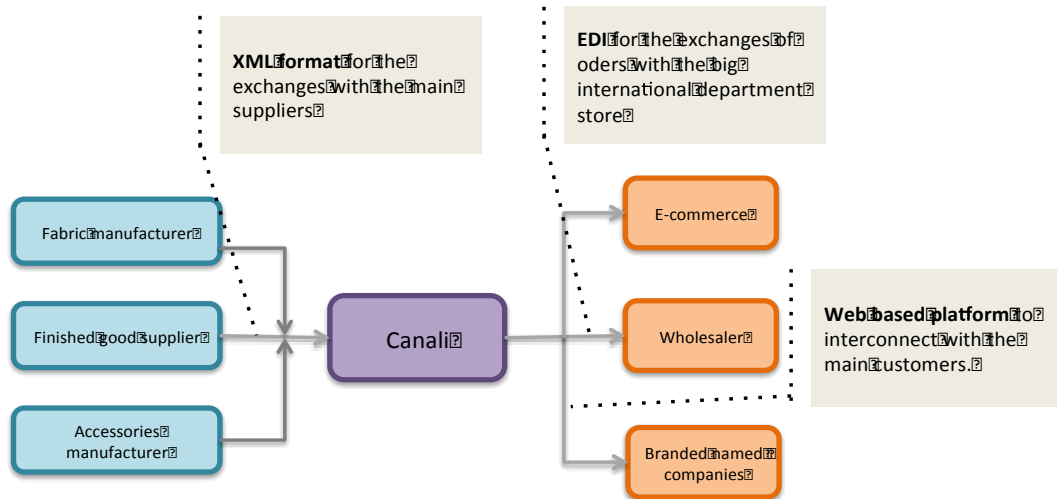 XML format for the
exchanges with the main
suppliers
EDI for the exchanges of
oders with the big
international department
store
Fabric manufacturer
Finished good supplier
Accessories
manufacturer
Canali
E-commerce
Wholesaler
Branded named
companies
Web based platform to
interconnect with the
main customers.